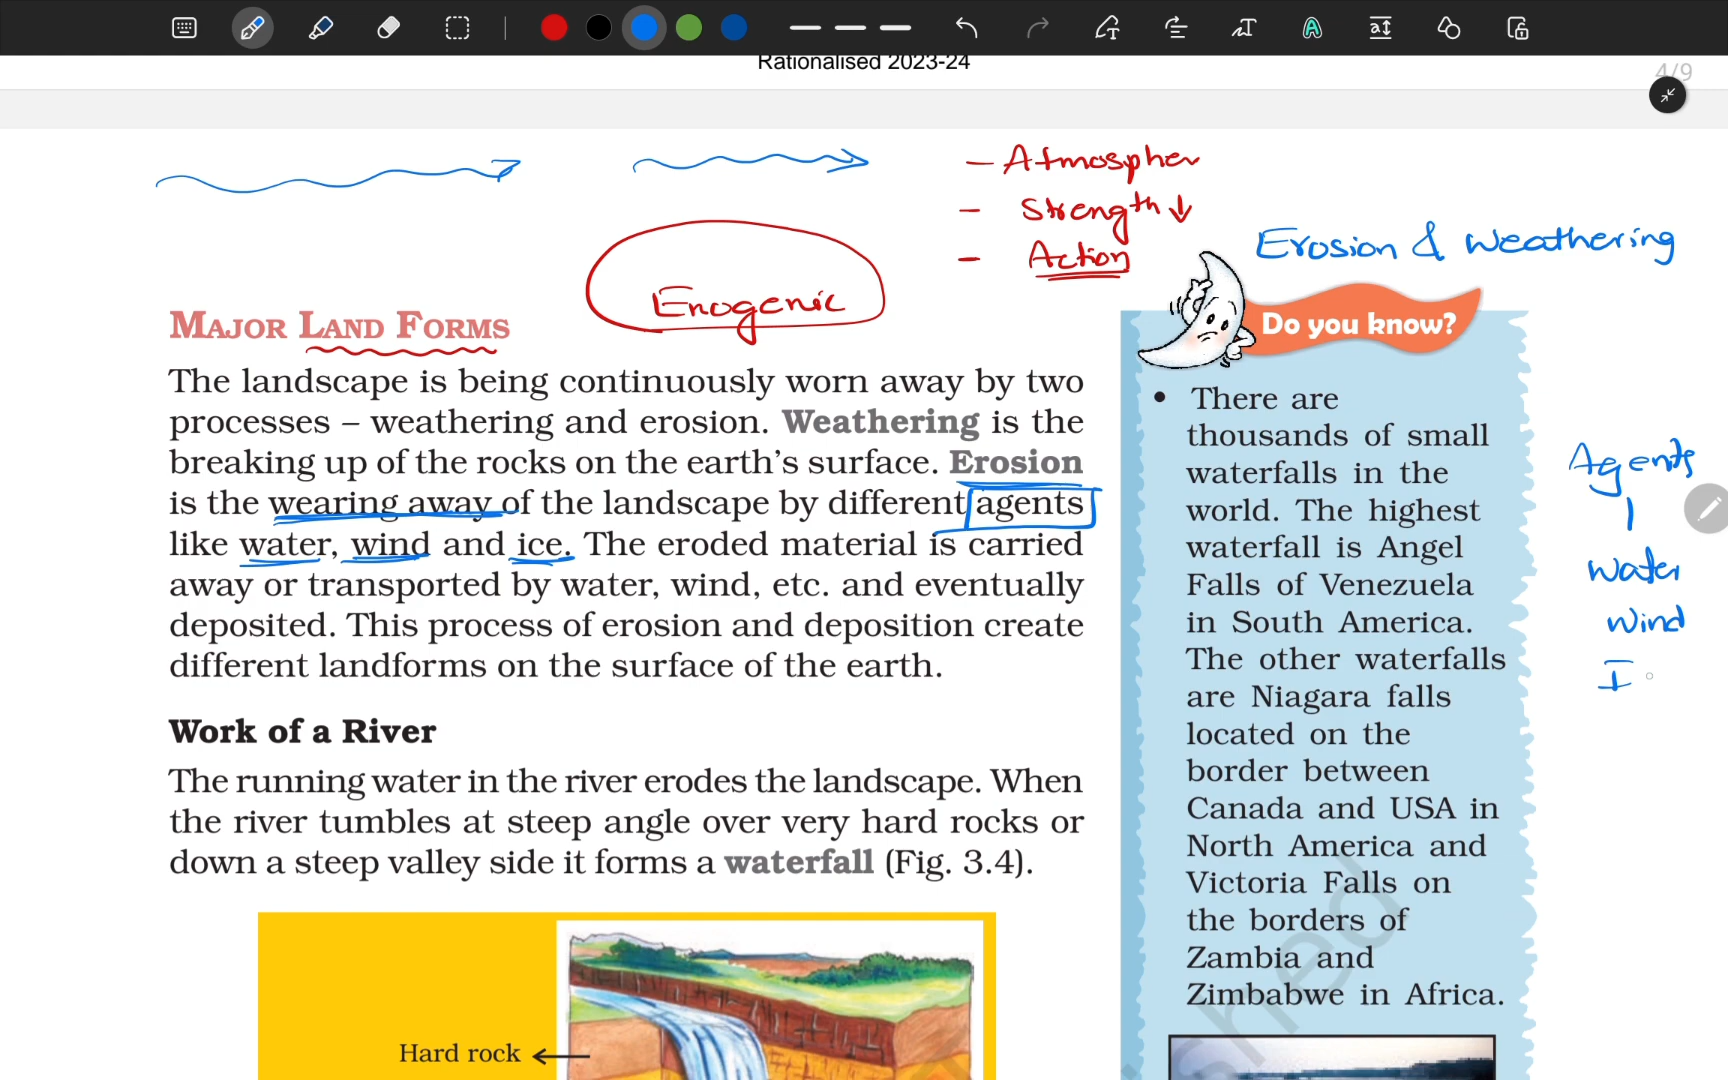 Rationalised 2023-24
4/9
- Atmospher
- Strength ↓
- Action
Erosion & Weathering
Enogenic
MAJOR LAND FORMS
The landscape is being continuously worn away by two
processes – weathering and erosion. Weathering is the
breaking up of the rocks on the earth's surface. Erosion
is the wearing away of the landscape by different agents
like water, wind and ice. The eroded material is carried
away or transported by water, wind, etc. and eventually
deposited. This process of erosion and deposition create
different landforms on the surface of the earth.
Work of a River
The running water in the river erodes the landscape. When
the river tumbles at steep angle over very hard rocks or
down a steep valley side it forms a waterfall (Fig. 3.4).
Hard rock
Do you know?
• There are
thousands of small
waterfalls in the
world. The highest
waterfall is Angel
Falls of Venezuela
in South America.
The other waterfalls
are Niagara falls
located on the
border between
Canada and USA in
North America and
Victoria Falls on
the borders of
Zambia and
Zimbabwe in Africa.
Agents
Water
Wind
I